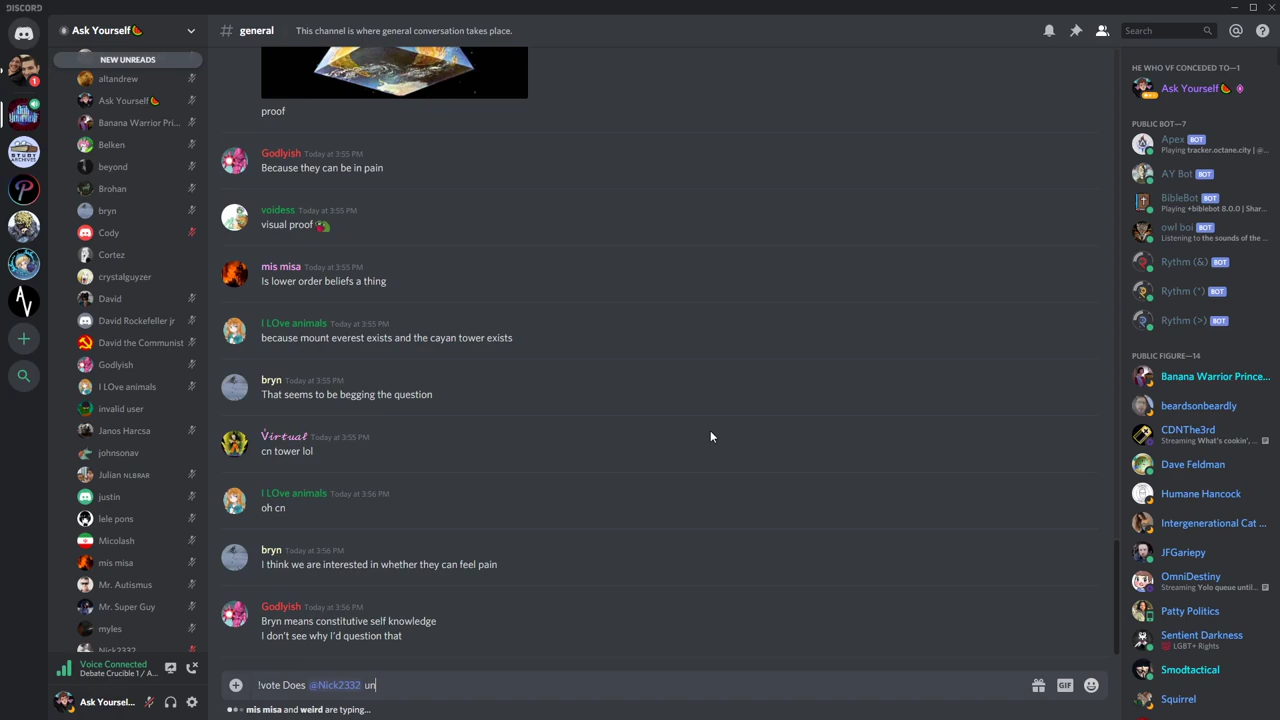 DISCORD
Ask Yourself🍉
NEW UNREADS
altandrew
Ask Yourself🍉
Banana Warrior Pri...
Belken
beyond
Brohan
bryn
Cody
Cortez
crystalguyzer
David
David Rockefeller jr
David the Communist
Godlyish
I LOve animals
invalid user
Janos Harcsa
johnsonav
Julian NLBRAR
justin
lele pons
Micolash
mis misa
Mr. Autismus
Mr. Super Guy
myles
Nick2332
Voice Connected
Debate Crucible 1 / A...
Ask Yoursel...
# general
This channel is where general conversation takes place.
Search
proof
Godlyish Today at 3:55 PM
Because they can be in pain
voidess Today at 3:55 PM
visual proof
mis misa Today at 3:55 PM
Is lower order beliefs a thing
I LOve animals Today at 3:55 PM
because mount everest exists and the cayan tower exists
bryn Today at 3:55 PM
That seems to be begging the question
V̇𝓲𝓻𝓽𝓾𝓪𝓵 Today at 3:55 PM
cn tower lol
I LOve animals Today at 3:56 PM
oh cn
bryn Today at 3:56 PM
I think we are interested in whether they can feel pain
Godlyish Today at 3:56 PM
Bryn means constitutive self knowledge
I don't see why I'd question that
!vote Does @Nick2332 un
GIF
mis misa and weird are typing...
HE WHO VF CONCEDED TO—1
Ask Yourself🍉
PUBLIC BOT—7
Apex BOT
Playing tracker.octane.city | @...
AY Bot BOT
BibleBot BOT
Playing +biblebot 8.0.0 | Shar...
owl boi BOT
Listening to the sounds of the ...
Rythm (&) BOT
Rythm (*) BOT
Rythm (>) BOT
PUBLIC FIGURE—14
Banana Warrior Prince...
beardsonbeardly
CDNThe3rd
Streaming What's cookin', ...
Dave Feldman
Humane Hancock
Intergenerational Cat ...
JFGariepy
OmniDestiny
Streaming Yolo queue until...
Patty Politics
Sentient Darkness
LGBT+ Rights
Smodtactical
Squirrel